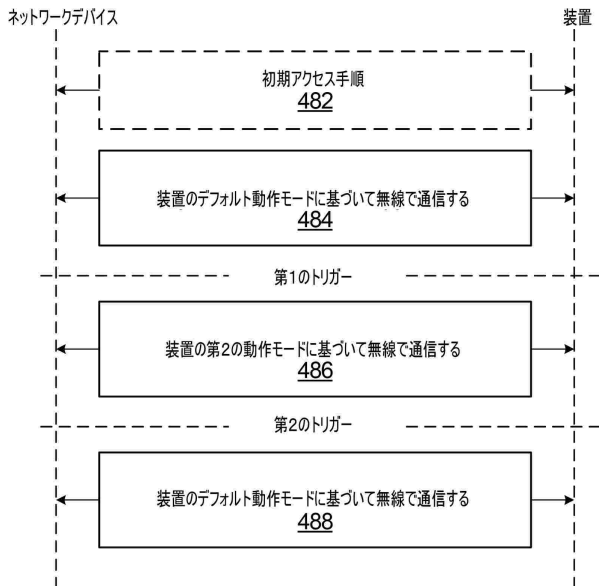 ネットワークデバイス
装置
初期アクセス手順
482
装置のデフォルト動作モードに基づいて無線で通信する
484
第1のトリガー
装置の第2の動作モードに基づいて無線で通信する
486
第2のトリガー
装置のデフォルト動作モードに基づいて無線で通信する
488